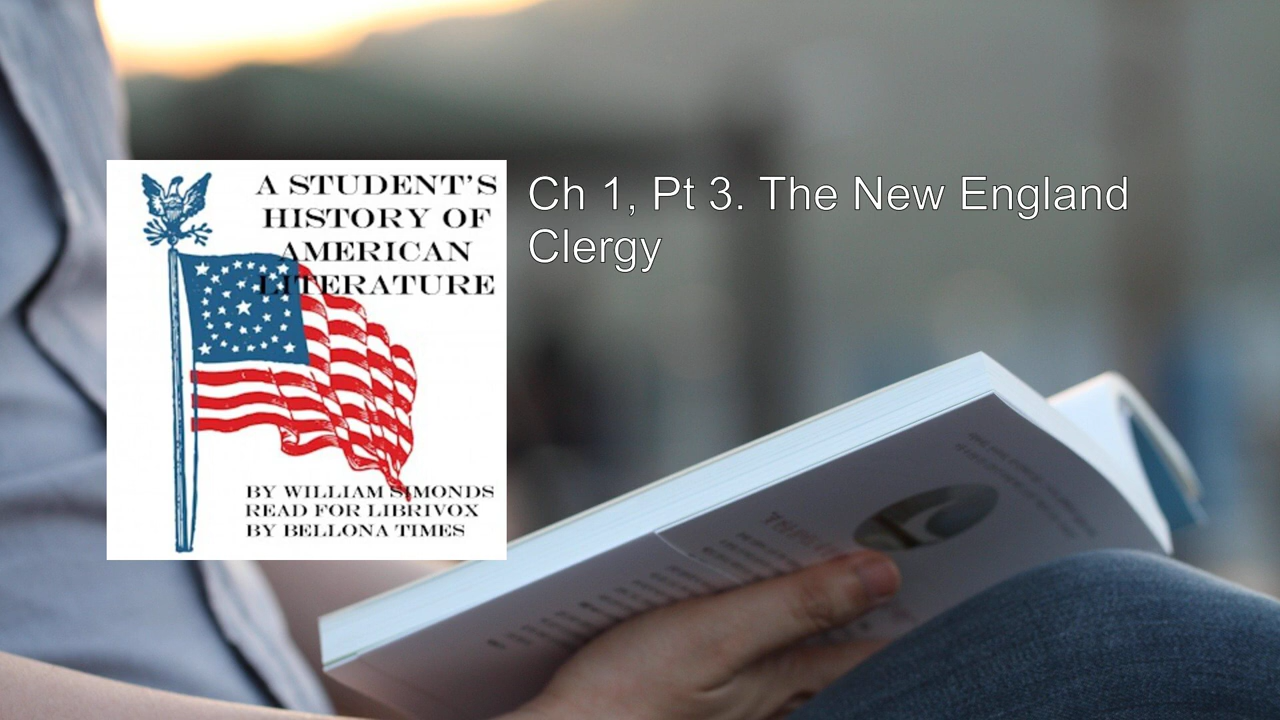 A STUDENT'S
HISTORY OF
AMERICAN
LITERATURE
BY WILLIAM SIMONDS
READ FOR LIBRIVOX
BY BELLONA TIMES
Ch 1, Pt 3. The New England
Clergy